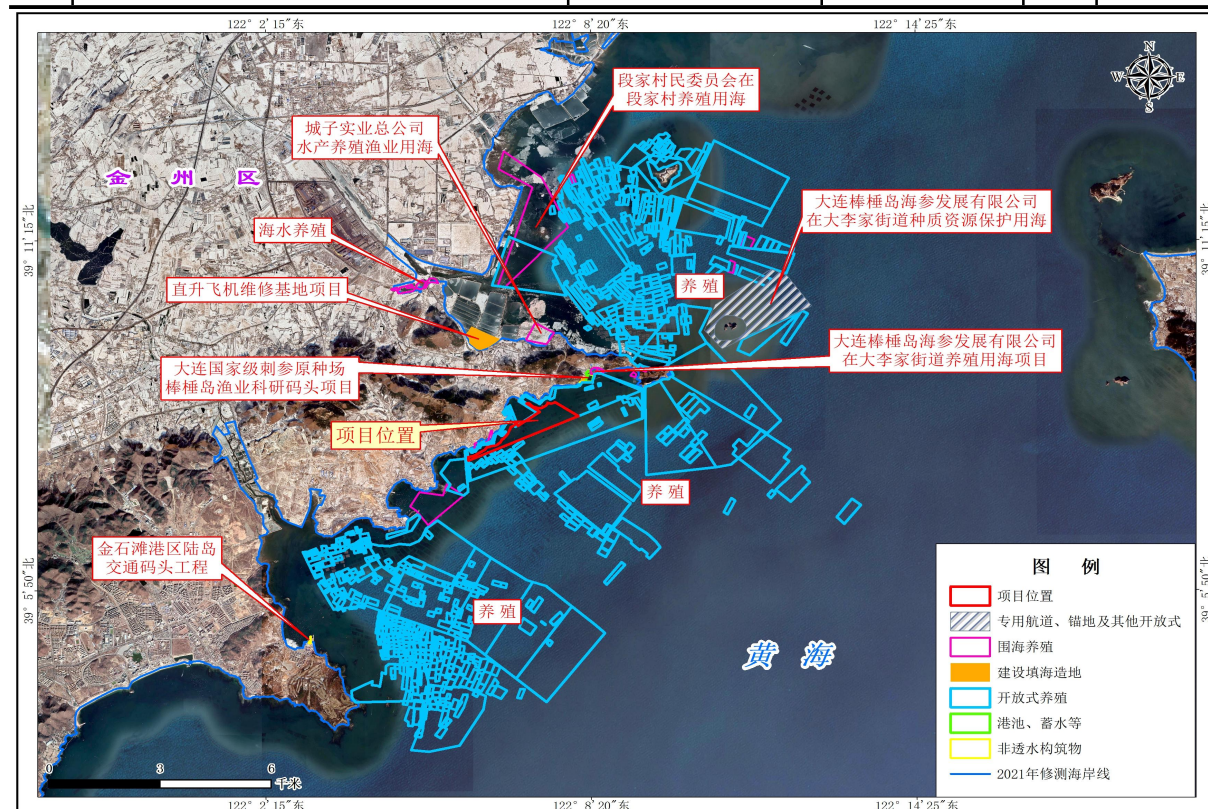 122° 2′15″东
122° 8′20″东
122° 14′25″东
N
W
E
S
段家村民委员会在
段家村养殖用海
城子实业总公司
水产养殖渔业用海
金 州 区
大连棒棰岛海参发展有限公司
在大李家街道种质资源保护用海
39° 11′15″北
39° 11′15″北
海水养殖
养 殖
直升飞机维修基地项目
大连棒棰岛海参发展有限公司
在大李家街道养殖用海项目
大连国家级刺参原种场
棒棰岛渔业科研码头项目
项目位置
养 殖
金石滩港区陆岛
交通码头工程
39° 5′50″北
39° 5′50″北
养 殖
黄 海
图 例
项目位置
专用航道、锚地及其他开放式
围海养殖
建设填海造地
开放式养殖
港池、蓄水等
非透水构筑物
2021年修测海岸线
0
3
6
千米
122° 2′15″东
122° 8′20″东
122° 14′25″东